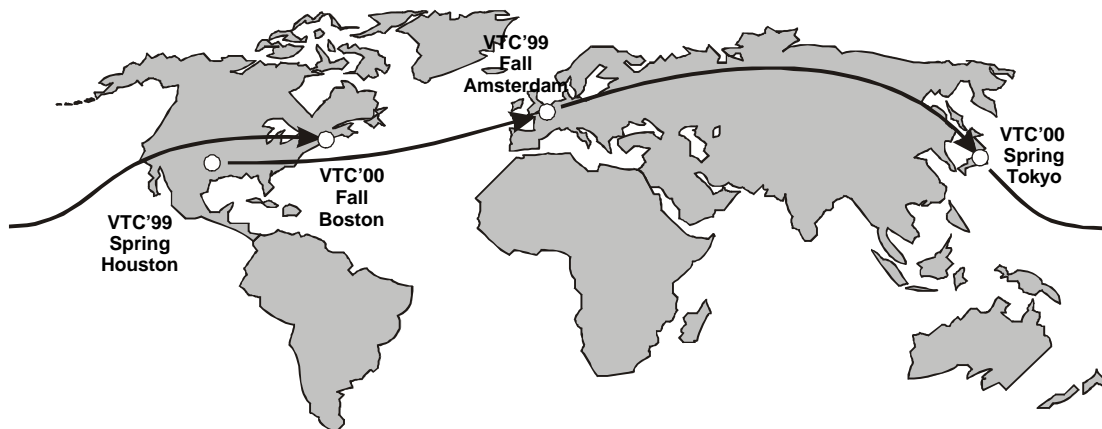 VTC’99
Fall
Amsterdam
VTC’00
Spring
Tokyo
VTC’00
Fall
Boston
VTC’99
Spring
Houston